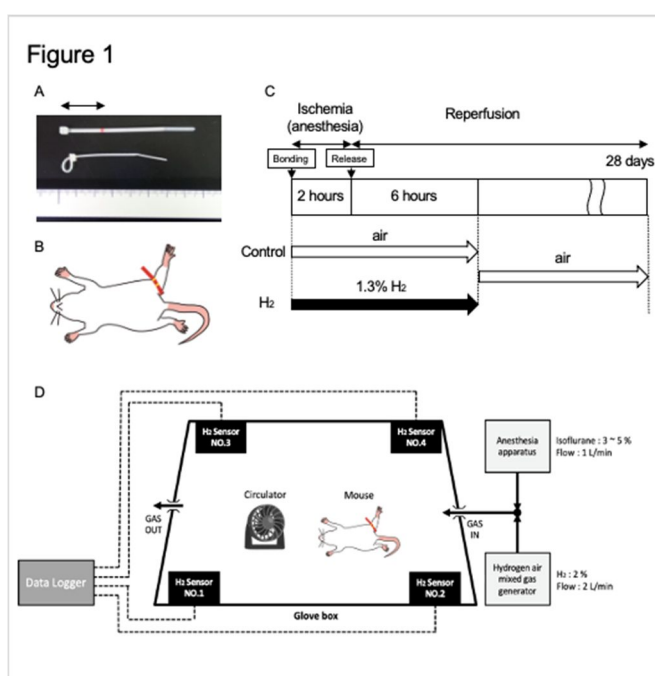 Figure 1
A
B
C
Ischemia
(anesthesia)
Reperfusion
Bonding
Release
28 days
2 hours
6 hours
Control
air
air
H₂
1.3% H₂
D
H₂ Sensor
NO.3
H₂ Sensor
NO.4
Anesthesia
apparatus
Isoflurane : 3 ~ 5 %
Flow : 1 L/min
Circulator
Mouse
GAS
OUT
GAS
IN
Data Logger
H₂ Sensor
NO.1
H₂ Sensor
NO.2
Hydrogen air
mixed gas
generator
H₂ : 2 %
Flow : 2 L/min
Glove box